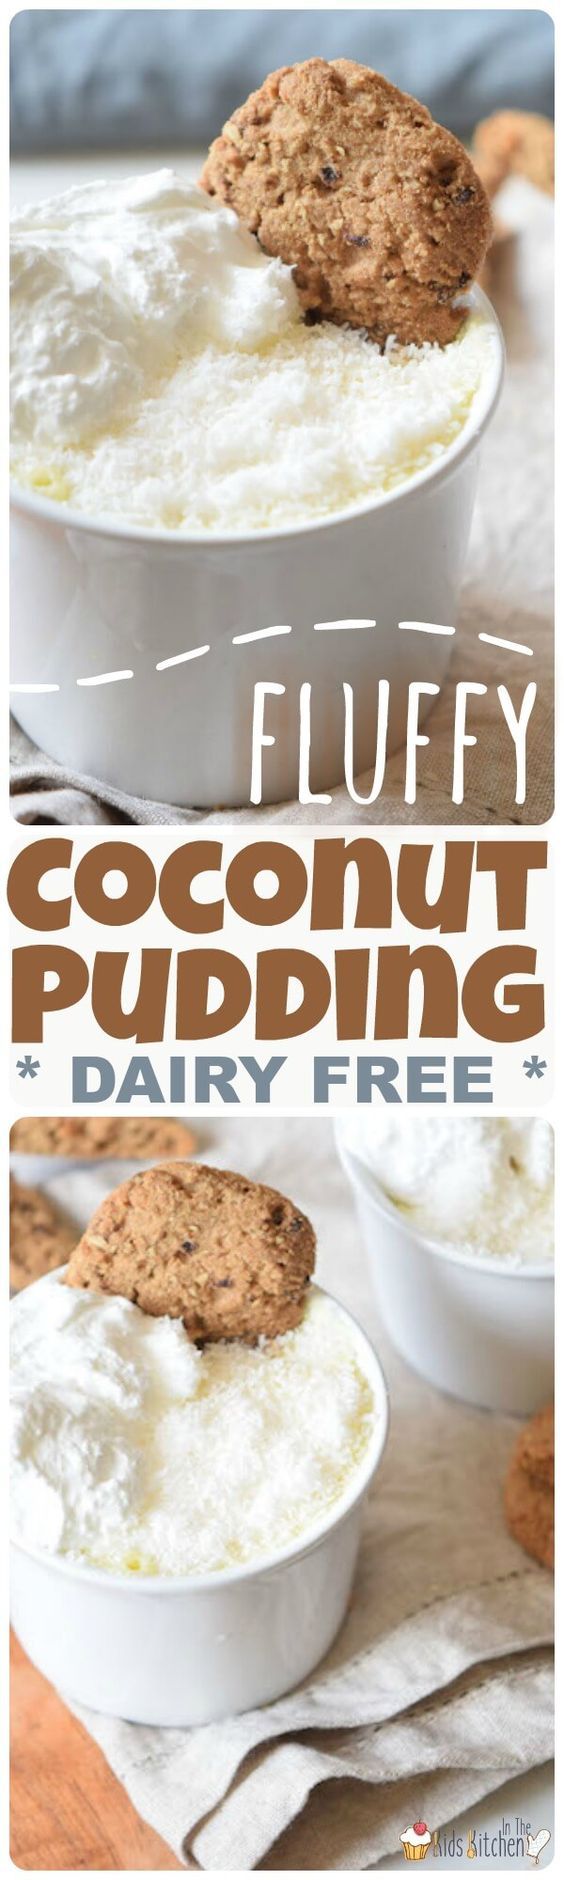 FLUFFY
COCONUT
PUDDING
* DAIRY FREE *
In The
Kids Kitchen